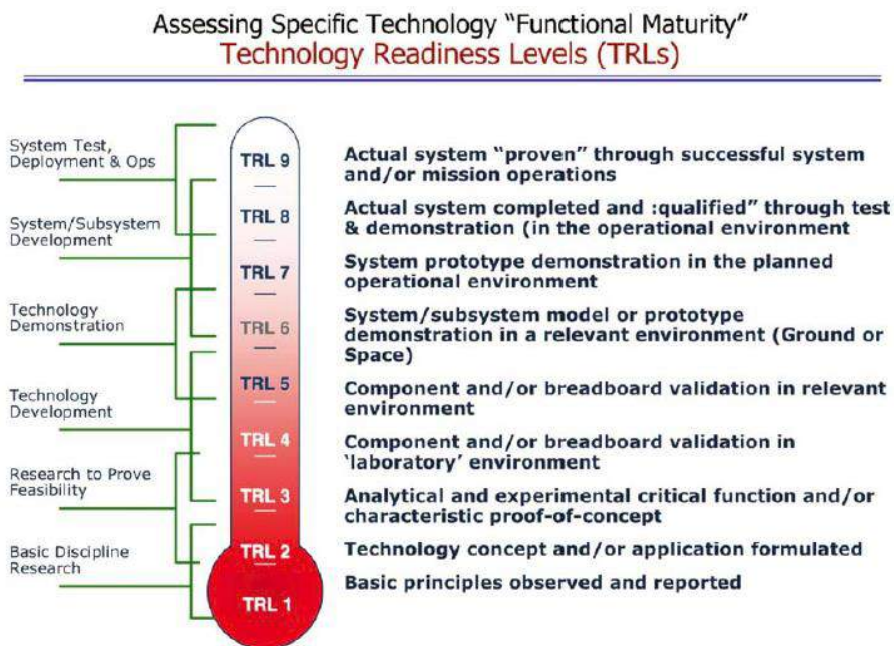 Assessing Specific Technology “Functional Maturity”
Technology Readiness Levels (TRLs)
System Test,
Deployment & Ops
System/Subsystem
Development
Technology
Demonstration
Technology
Development
Research to Prove
Feasibility
Basic Discipline
Research
TRL 9
TRL 8
TRL 7
TRL 6
TRL 5
TRL 4
TRL 3
TRL 2
TRL 1
Actual system “proven” through successful system
and/or mission operations
Actual system completed and :qualified” through test
& demonstration (in the operational environment
System prototype demonstration in the planned
operational environment
System/subsystem model or prototype
demonstration in a relevant environment (Ground or
Space)
Component and/or breadboard validation in relevant
environment
Component and/or breadboard validation in
‘laboratory’ environment
Analytical and experimental critical function and/or
characteristic proof-of-concept
Technology concept and/or application formulated
Basic principles observed and reported